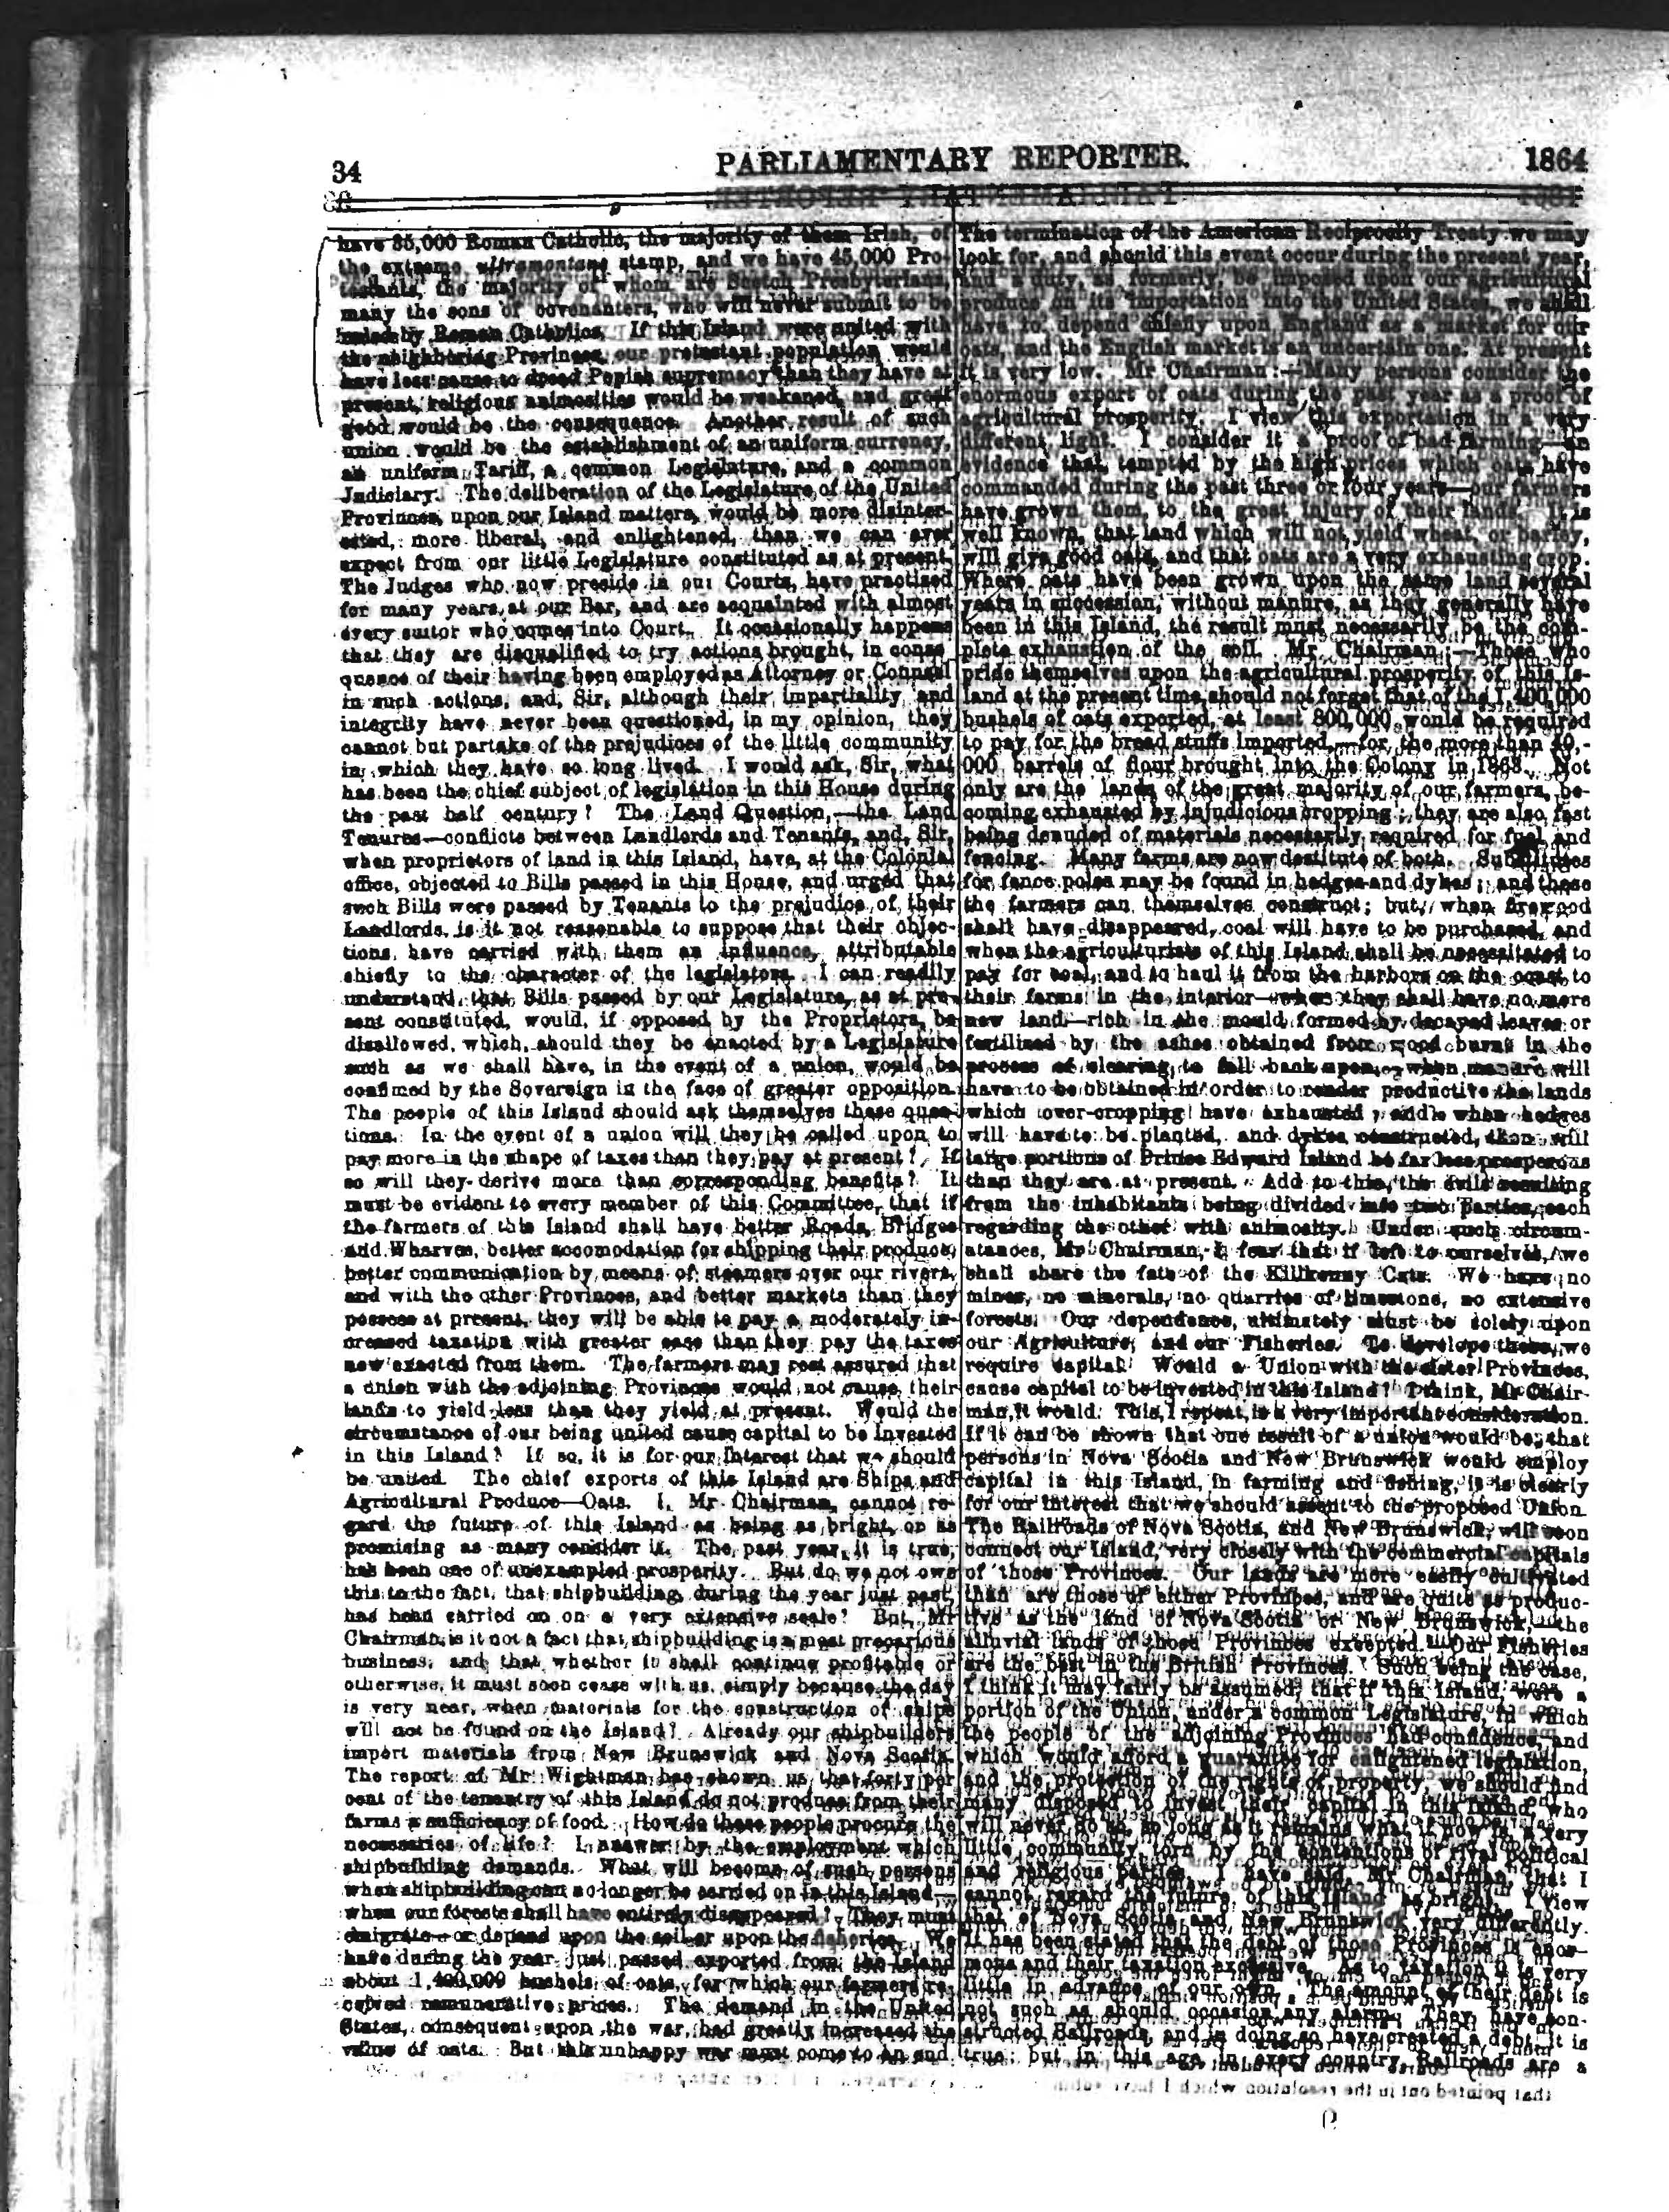 34
PARLIAMENTARY REPORTER.
1864
have 35,000 Roman Catholic, the majority of them Irish, of
the extreme ultramontane stamp, and we have 45,000 Pro-
testants, the majority of whom are Scotch Presbyterians,
many the sons of covenanters, who will never submit to be
ruled by Roman Catholics. If this Island were united with
the neighboring Provinces, our protestant population would
have less cause to dread Popish supremacy than they have at
present, religious animosities would be weakened, and great
good would be the consequence. Another result of such
union would be the establishment of an uniform currency,
an uniform Tariff, a common Legislature, and a common
Judiciary. The deliberation of the Legislature of the United
Provinces, upon our Island matters, would be more disinter-
ested, more liberal, and enlightened, than we can ever
expect from our little Legislature constituted as at present.
The Judges who now preside in our Courts, have practised
for many years at our Bar, and are acquainted with almost
every suitor who comes into Court. It occasionally happens
that they are disqualified to try actions brought, in conse
quence of their having been employed as Attorney or Counsel
in such actions, and, Sir, although their impartiality and
integrity have never been questioned, in my opinion, they
cannot but partake of the prejudices of the little community
in which they have so long lived. I would ask, Sir, what
has been the chief subject of legislation in this House during
the past half century? The Land Question,—the Land
Tenures—conflicts between Landlords and Tenants, and, Sir,
when proprietors of land in this Island, have, at the Colonial
office, objected to Bills passed in this House, and urged that
such Bills were passed by Tenants to the prejudice of their
Landlords, is it not reasonable to suppose that their objec-
tions, have carried with them an influence, attributable
chiefly to the character of the legislators. I can readily
understand, that Bills passed by our Legislature, as at pre-
sent constituted, would, if opposed by the Proprietors, be
disallowed, which, should they be enacted by a Legislature
such as we shall have, in the event of a union, would be
confimed by the Sovereign in the face of greater opposition.
The people of this Island should ask themselves these ques-
tions. In the event of a union will they be called upon to
pay more in the shape of taxes than they pay at present? If
so will they derive more than corresponding benefits? It
must be evident to every member of this Committee, that if
the farmers of this Island shall have better Roads, Bridges
and Wharves, better accomodation for shipping their produce,
better communication by means of steamers over our rivers,
and with the other Provinces, and better markets than they
possess at present, they will be able to pay a moderately in-
creased taxation with greater ease than they pay the taxes
now exacted from them. The farmers may rest assured that
a union with the adjoining Provinces would not cause their
lands to yield less than they yield at present. Would the
circumstance of our being united cause capital to be invested
in this Island? If so, it is for our interest that we should
be united. The chief exports of this Island are Ships and
Agricultural Produce—Oats. I, Mr. Chairman, cannot re-
gard the future of this Island as being as bright, or as
promising as many consider it. The past year, it is true,
has been one of unexampled prosperity. But do we not owe
this to the fact, that shipbuilding, during the year just past,
has been carried on on a very extensive scale? But, Mr
Chairman, is it not a fact that shipbuilding is a most precarious
business, and that whether it shall continue profitable or
otherwise, it must soon cease with us, simply because the day
is very near, when materials for the construction of ships
will not be found on the Island? Already our shipbuilders
import materials from New Brunswick and Nova Scotia.
The report of Mr. Wightman has shown us that forty per
cent of the tenantry of this Island do not produce from their
farms a sufficiency of food. How do these people procure the
necessaries of life? I answer by the employment which
shipbuilding demands. What will become of such persons
when shipbuilding can no longer be carried on in this Island—
when our forests shall have entirely disappeared? They must
emigrate—or depend upon the soil or upon the fisheries. We
have during the year just passed exported from the Island
about 1,400,000 bushels of oats, for which our farmers re-
ceived remunerative prices. The demand in the United
States, consequent upon the war, had greatly increased the
value of oats. But this unhappy war must come to an end.
The termination of the American Reciprocity Treaty we may
look for, and should this event occur during the present year,
and a duty, as formerly, be imposed upon our agricultural
produce on its importation into the United States, we shall
have to depend chiefly upon England as a market for our
oats, and the English market is an uncertain one. At present
it is very low. Mr Chairman:—Many persons consider the
enormous export of oats during the past year as a proof of
agricultural prosperity. I view this exportation in a very
different light. I consider it a proof of bad farming—an
evidence that, tempted by the high prices which oats have
commanded during the past three or four years—our farmers
have grown them, to the great injury of their lands. It is
well known, that land which will not yield wheat, or barley,
will give good oats, and that oats are a very exhausting crop.
Where oats have been grown upon the same land several
years in succession, without manure, as they generally have
been in this Island, the result must necessarily be the com-
plete exhaustion of the soil. Mr. Chairman:—Those who
pride themselves upon the agricultural prosperity of this Is-
land at the present time, should not forget that of the 1,400,000
bushels of oats exported, at least 800,000, would be required
to pay for the bread stuffs imported,—for the more than 40,-
000 barrels of flour brought into the Colony in 1863. Not
only are the lands of the great majority of our farmers, be-
coming exhausted by injudicious cropping; they are also fast
being denuded of materials necessarily required for fuel and
fencing. Many farms are now destitute of both. Substitutes
for fence poles may be found in hedges and dykes; and these
the farmers can themselves construct; but, when firewood
shall have disappeared, coal will have to be purchased, and
when the agriculturists of this Island shall be necessitated to
pay for coal, and to haul it from the harbors on the coast to
their farms in the interior—when they shall have no more
new land—rich in the mould formed by decayed leaves or
fertilised by the ashes obtained from wood burnt in the
process of clearing, to fall back upon,—when manure will
have to be obtained in order to render productive the lands
which over-cropping have exhausted, and when hedges
will have to be planted, and dykes constructed, then will
large portions of Prince Edward Island be far less prosperous
than they are at present. Add to this, the evils resulting
from the inhabitants being divided into two Parties, each
regarding the other with animosity. Under such circum-
stances, Mr Chairman, I fear that if left to ourselves, we
shall share the fate of the Kilkenny Cats. We have no
mines, no minerals, no quarries of limestone, no extensive
forests. Our dependence, ultimately must be solely upon
our Agriculture, and our Fisheries. To develope these, we
require capital. Would a Union with the sister Provinces,
cause capital to be invested in this Island? I think, Mr Chair-
man, it would. This, I repeat, is a very important consideration.
If it can be shown that one result of a union would be, that
persons in Nova Scotia and New Brunswick would employ
capital in this Island, in farming and fishing, it is clearly
for our interest that we should assent to the proposed Union.
The Railroads of Nova Scotia, and New Brunswick, will soon
connect our Island, very closely with the commercial capitals
of those Provinces. Our lands are more easily cultivated
than are those of either Provinces, and are quite as produc-
tive as the land of Nova Scotia or New Brunswick,—the
alluvial lands of those Provinces excepted. Our Fisheries
are the best in the British Provinces. Such being the case,
I think it may fairly be assumed, that if this Island, were a
portion of the Union, under a common Legislature, in which
the people of the adjoining Provinces had confidence, and
which would afford a guarantee for enlightened legislation,
and the protection of the rights of property, we should find
many disposed to invest their capital in this Island, who
will never do so, so long as it remains what it now is, a very
little community torn by the contentions of rival political
and religious parties. I have said, Mr Chairman, that I
cannot regard the future of this Island as bright. I view
that of Nova Scotia and New Brunswick very differently.
It has been stated that the debt of those Provinces is enor-
mous and their taxation excessive. As to taxation it is very
little in advance of our own. The amount of their debt is
not such as should occasion any alarm. They have con-
structed Railroads, and in doing so have created a debt, it is
true; but in this age in every country Railroads are a